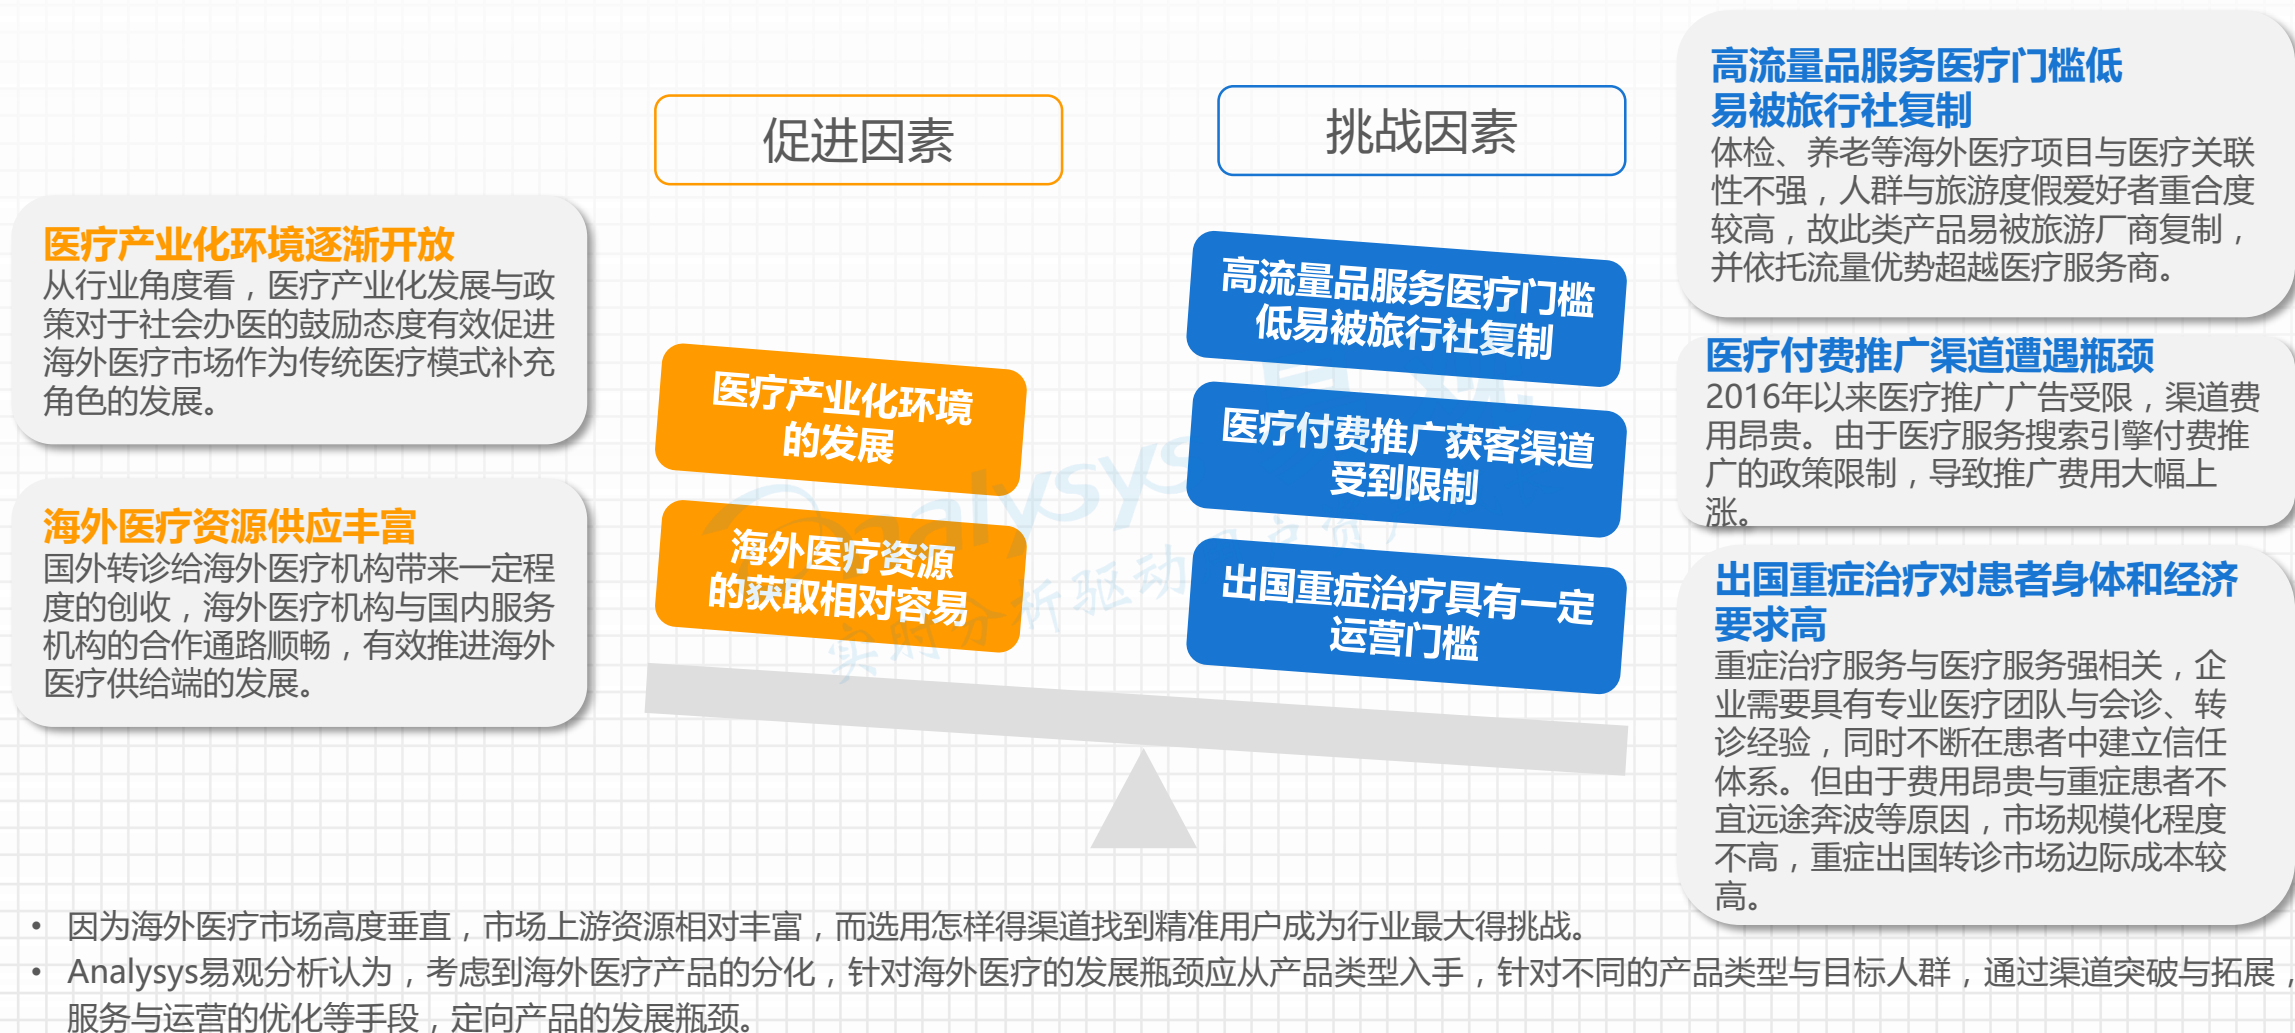 促进因素
挑战因素
医疗产业化环境逐渐开放
从行业角度看，医疗产业化发展与政
策对于社会办医的鼓励态度有效促进
海外医疗市场作为传统医疗模式补充
角色的发展。
海外医疗资源供应丰富
国外转诊给海外医疗机构带来一定程
度的创收，海外医疗机构与国内服务
机构的合作通路顺畅，有效推进海外
医疗供给端的发展。
医疗产业化环境
的发展
海外医疗资源
的获取相对容易
高流量品服务医疗门槛
低易被旅行社复制
医疗付费推广获客渠道
受到限制
出国重症治疗具有一定
运营门槛
高流量品服务医疗门槛低
易被旅行社复制
体检、养老等海外医疗项目与医疗关联
性不强，人群与旅游度假爱好者重合度
较高，故此类产品易被旅游厂商复制，
并依托流量优势超越医疗服务商。
医疗付费推广渠道遭遇瓶颈
2016年以来医疗推广广告受限，渠道费
用昂贵。由于医疗服务搜索引擎付费推
广的政策限制，导致推广费用大幅上
涨。
出国重症治疗对患者身体和经济
要求高
重症治疗服务与医疗服务强相关，企
业需要具有专业医疗团队与会诊、转
诊经验，同时不断在患者中建立信任
体系。但由于费用昂贵与重症患者不
宜远途奔波等原因，市场规模化程度
不高，重症出国转诊市场边际成本较
高。
• 因为海外医疗市场高度垂直，市场上游资源相对丰富，而选用怎样得渠道找到精准用户成为行业最大得挑战。
• Analysys易观分析认为，考虑到海外医疗产品的分化，针对海外医疗的发展瓶颈应从产品类型入手，针对不同的产品类型与目标人群，通过渠道突破与拓展，
服务与运营的优化等手段，定向产品的发展瓶颈。